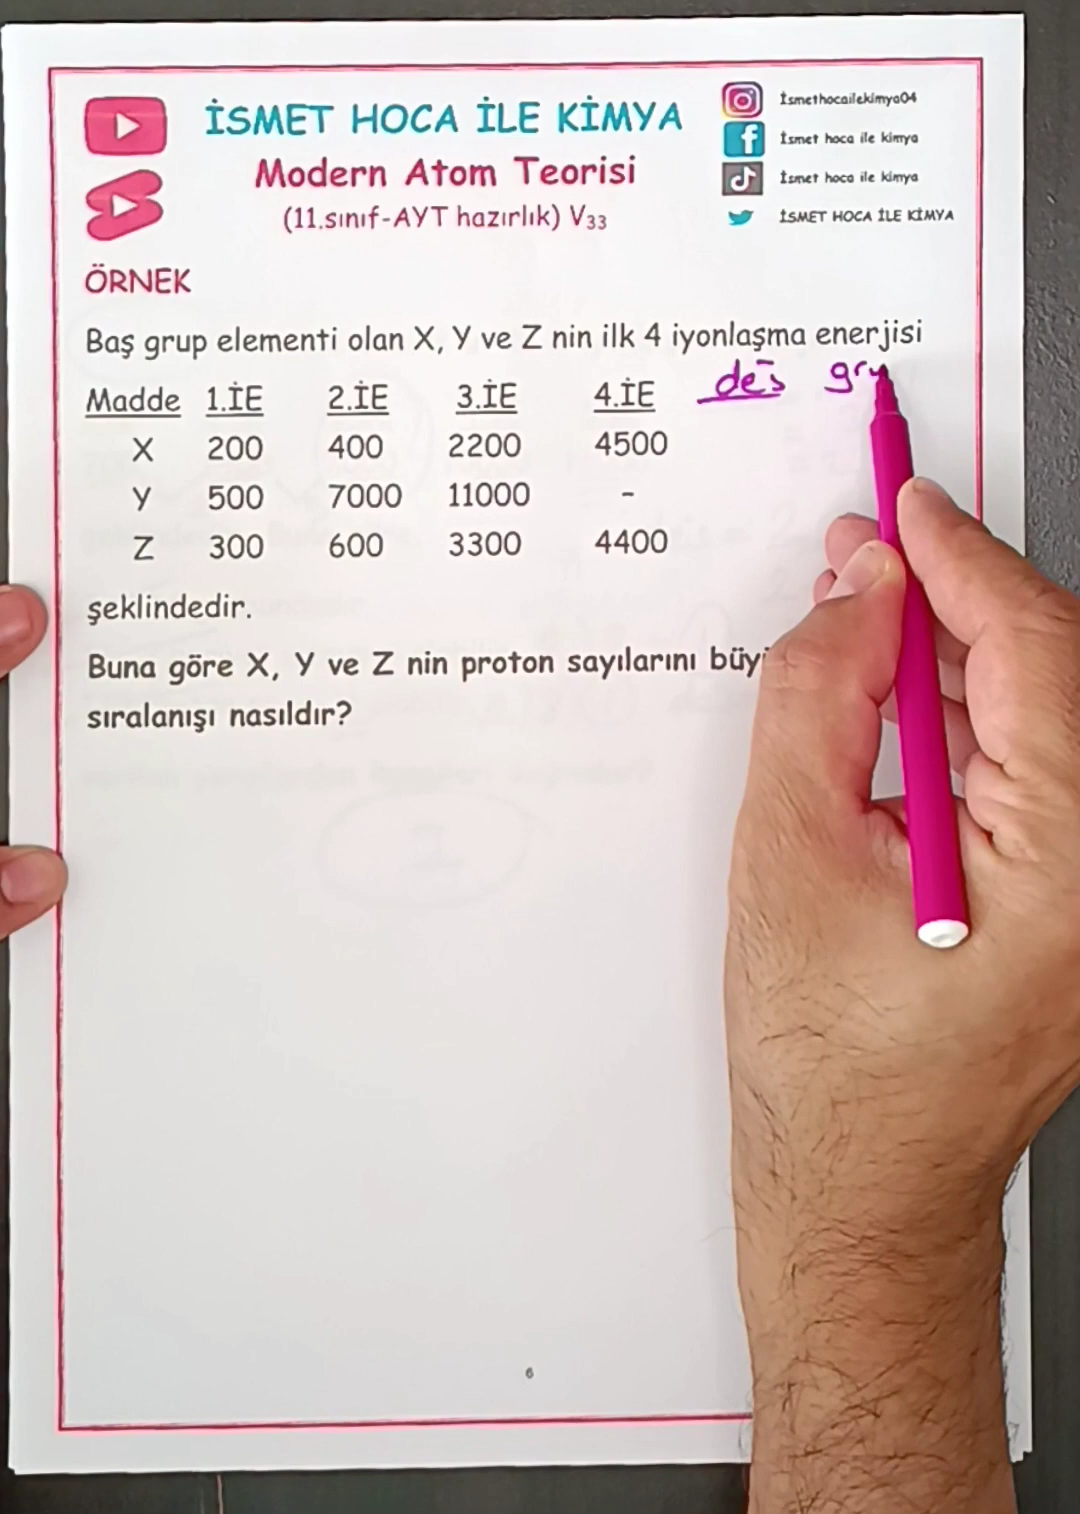 İSMET HOCA İLE KİMYA
Modern Atom Teorisi
(11.sınıf-AYT hazırlık) V33
İsmethocailekimya04
İsmet hoca ile kimya
İsmet hoca ile kimya
İSMET HOCA İLE KİMYA
ÖRNEK
Baş grup elementi olan X, Y ve Z nin ilk 4 iyonlaşma enerjisi
Madde 1.İE 2.İE 3.İE 4.İE
X 200 400 2200 4500
Y 500 7000 11000 -
Z 300 600 3300 4400
şeklindedir.
Buna göre X, Y ve Z nin proton sayılarını
sıralanışı nasıldır?
6